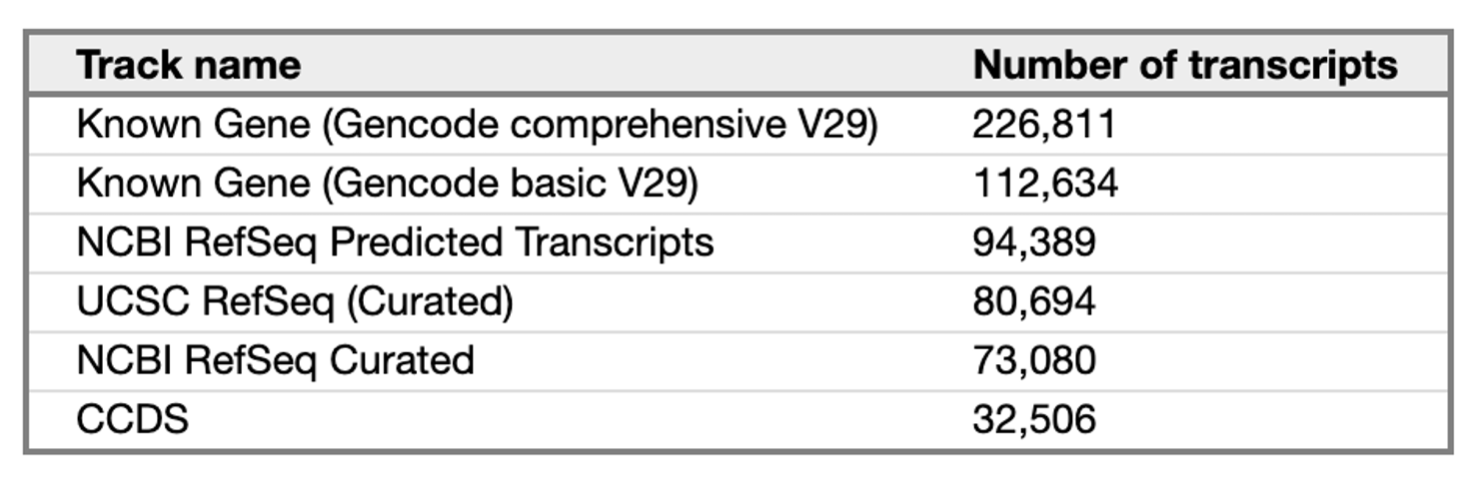 Track name Number of transcripts
Known Gene (Gencode comprehensive V29) 226,811
Known Gene (Gencode basic V29) 112,634
NCBI RefSeq Predicted Transcripts 94,389
UCSC RefSeq (Curated) 80,694
NCBI RefSeq Curated 73,080
CCDS 32,506